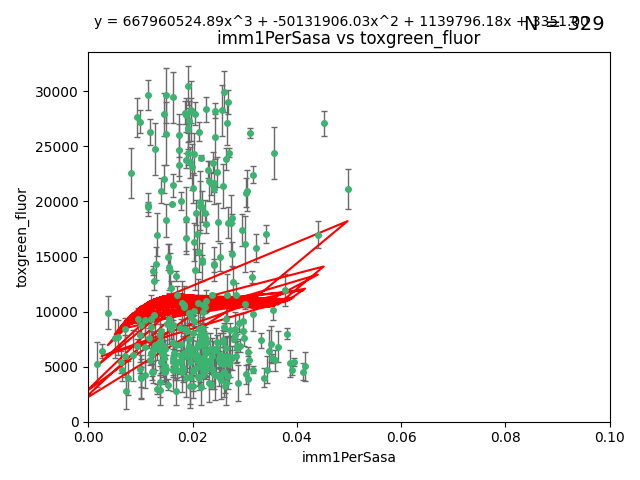 y = 667960524.89x^3 + -50131906.03x^2 + 1139796.18x +
N = 329
imm1PerSasa vs toxgreen_fluor
30000
25000
20000
15000
10000
5000
0
toxgreen_fluor
0.00 0.02 0.04 0.06 0.08 0.10
imm1PerSasa